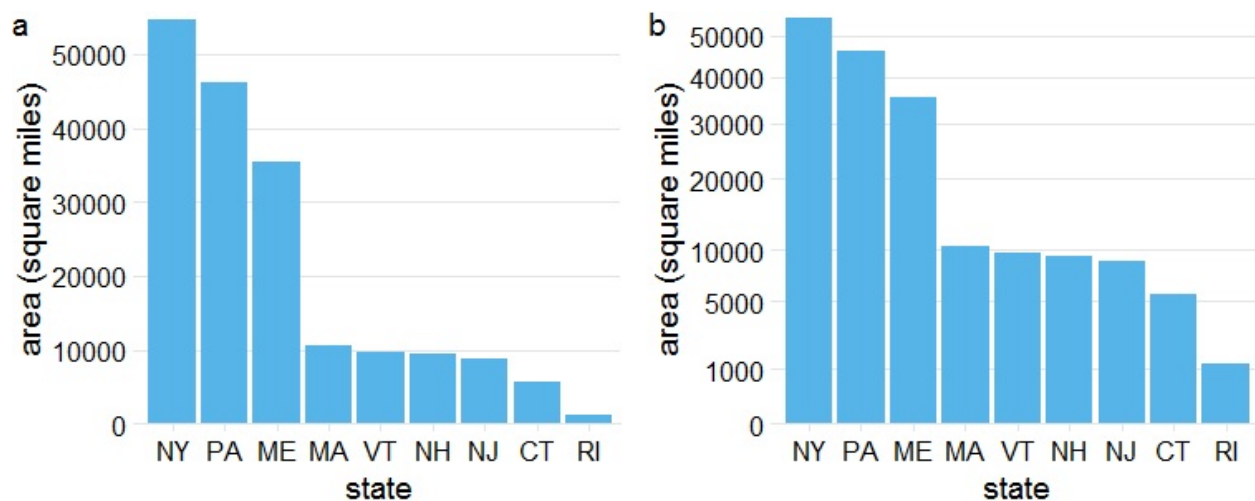 a
area (square miles)
50000
40000
30000
20000
10000
0
NY PA ME MA VT NH NJ CT RI
state
b
area (square miles)
50000
40000
30000
20000
10000
5000
1000
0
NY PA ME MA VT NH NJ CT RI
state